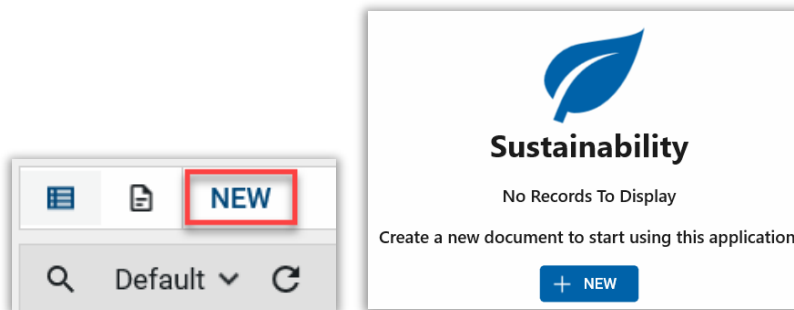 NEW
Default
Sustainability
No Records To Display
Create a new document to start using this application
NEW